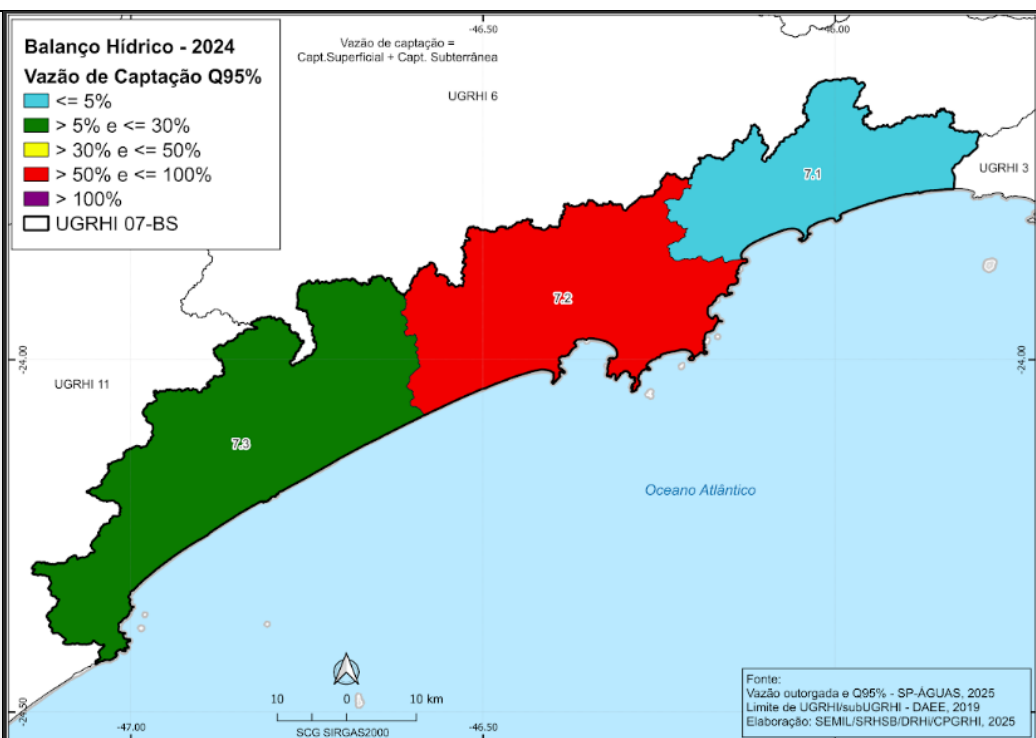 Balanço Hídrico - 2024
Vazão de Captação Q95%
<= 5%
> 5% e <= 30%
> 30% e <= 50%
> 50% e <= 100%
> 100%
UGRHI 07-BS
Vazão de captação =
Capt.Superficial + Capt. Subterrânea
-46.50
-46.00
UGRHI 6
UGRHI 3
7.1
7.2
-24.00
-24.00
UGRHI 11
7.3
Oceano Atlântico
10 0 10 km
SCG SIRGAS2000
-24.50
-47.00
-46.50
Fonte:
Vazão outorgada e Q95% - SP-ÁGUAS, 2025
Limite de UGRHI/subUGRHI - DAEE, 2019
Elaboração: SEMIL/SRHSB/DRHi/CPGRHI, 2025